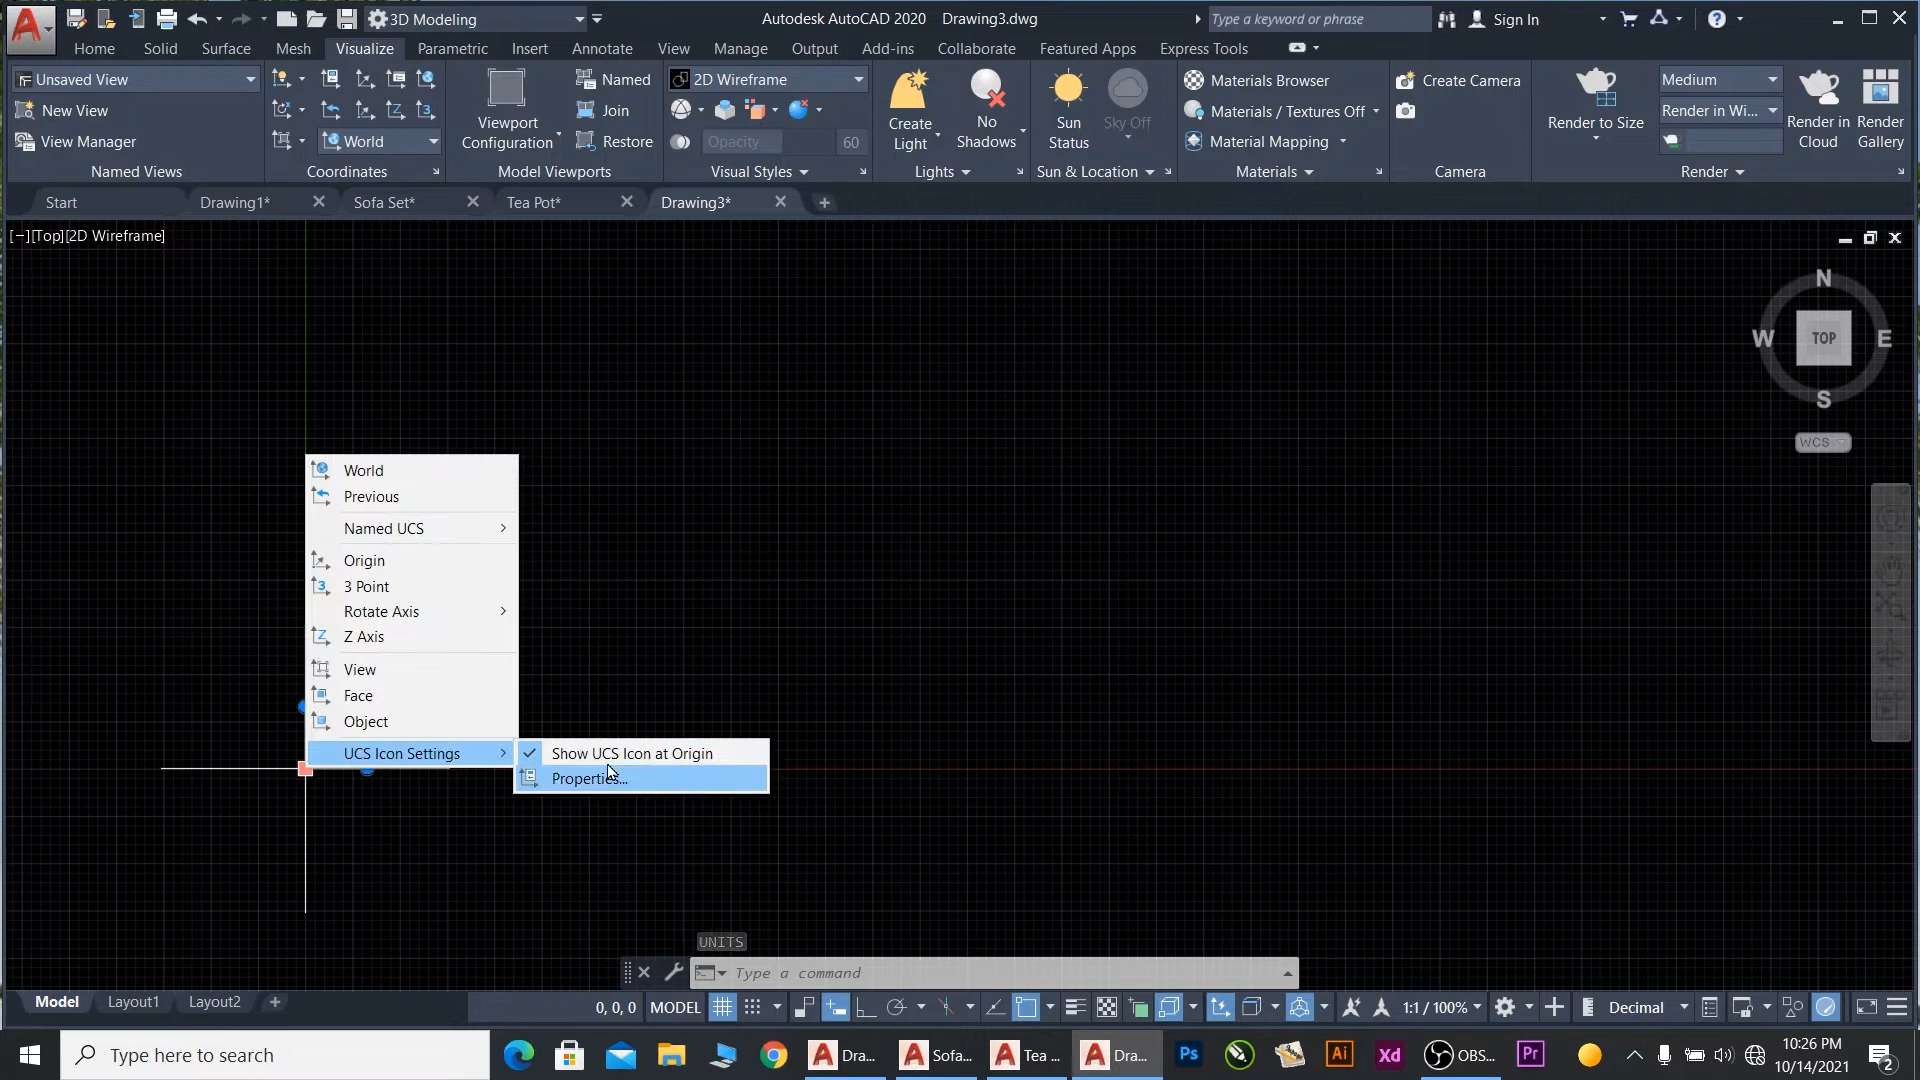 3D Modeling
Autodesk AutoCAD 2020 Drawing3.dwg
Type a keyword or phrase
Sign In
Home Solid Surface Mesh Visualize Parametric Insert Annotate View Manage Output Add-ins Collaborate Featured Apps Express Tools
Unsaved View
New View
View Manager
Named Views
World
Coordinates
Viewport
Configuration
Named
Join
Restore
Model Viewports
2D Wireframe
Opacity 60
Visual Styles
Create
Light
No
Shadows
Lights
Sun
Status
Sky Off
Sun & Location
Materials Browser
Materials / Textures Off
Material Mapping
Materials
Create Camera
Camera
Render to Size
Medium
Render in Wi...
Render in
Cloud
Render
Gallery
Render
Start Drawing1* Sofa Set* Tea Pot* Drawing3*
[−][Top][2D Wireframe]
N
W TOP E
S
WCS
World
Previous
Named UCS
Origin
3 Point
Rotate Axis
Z Axis
View
Face
Object
UCS Icon Settings
Show UCS Icon at Origin
Properties...
UNITS
Type a command
Model Layout1 Layout2
0, 0, 0 MODEL 1:1 / 100% Decimal
Type here to search
Dra... Sofa... Tea ... Dra... Ps Ai Xd OBS... Pr
10:26 PM
10/14/2021
2